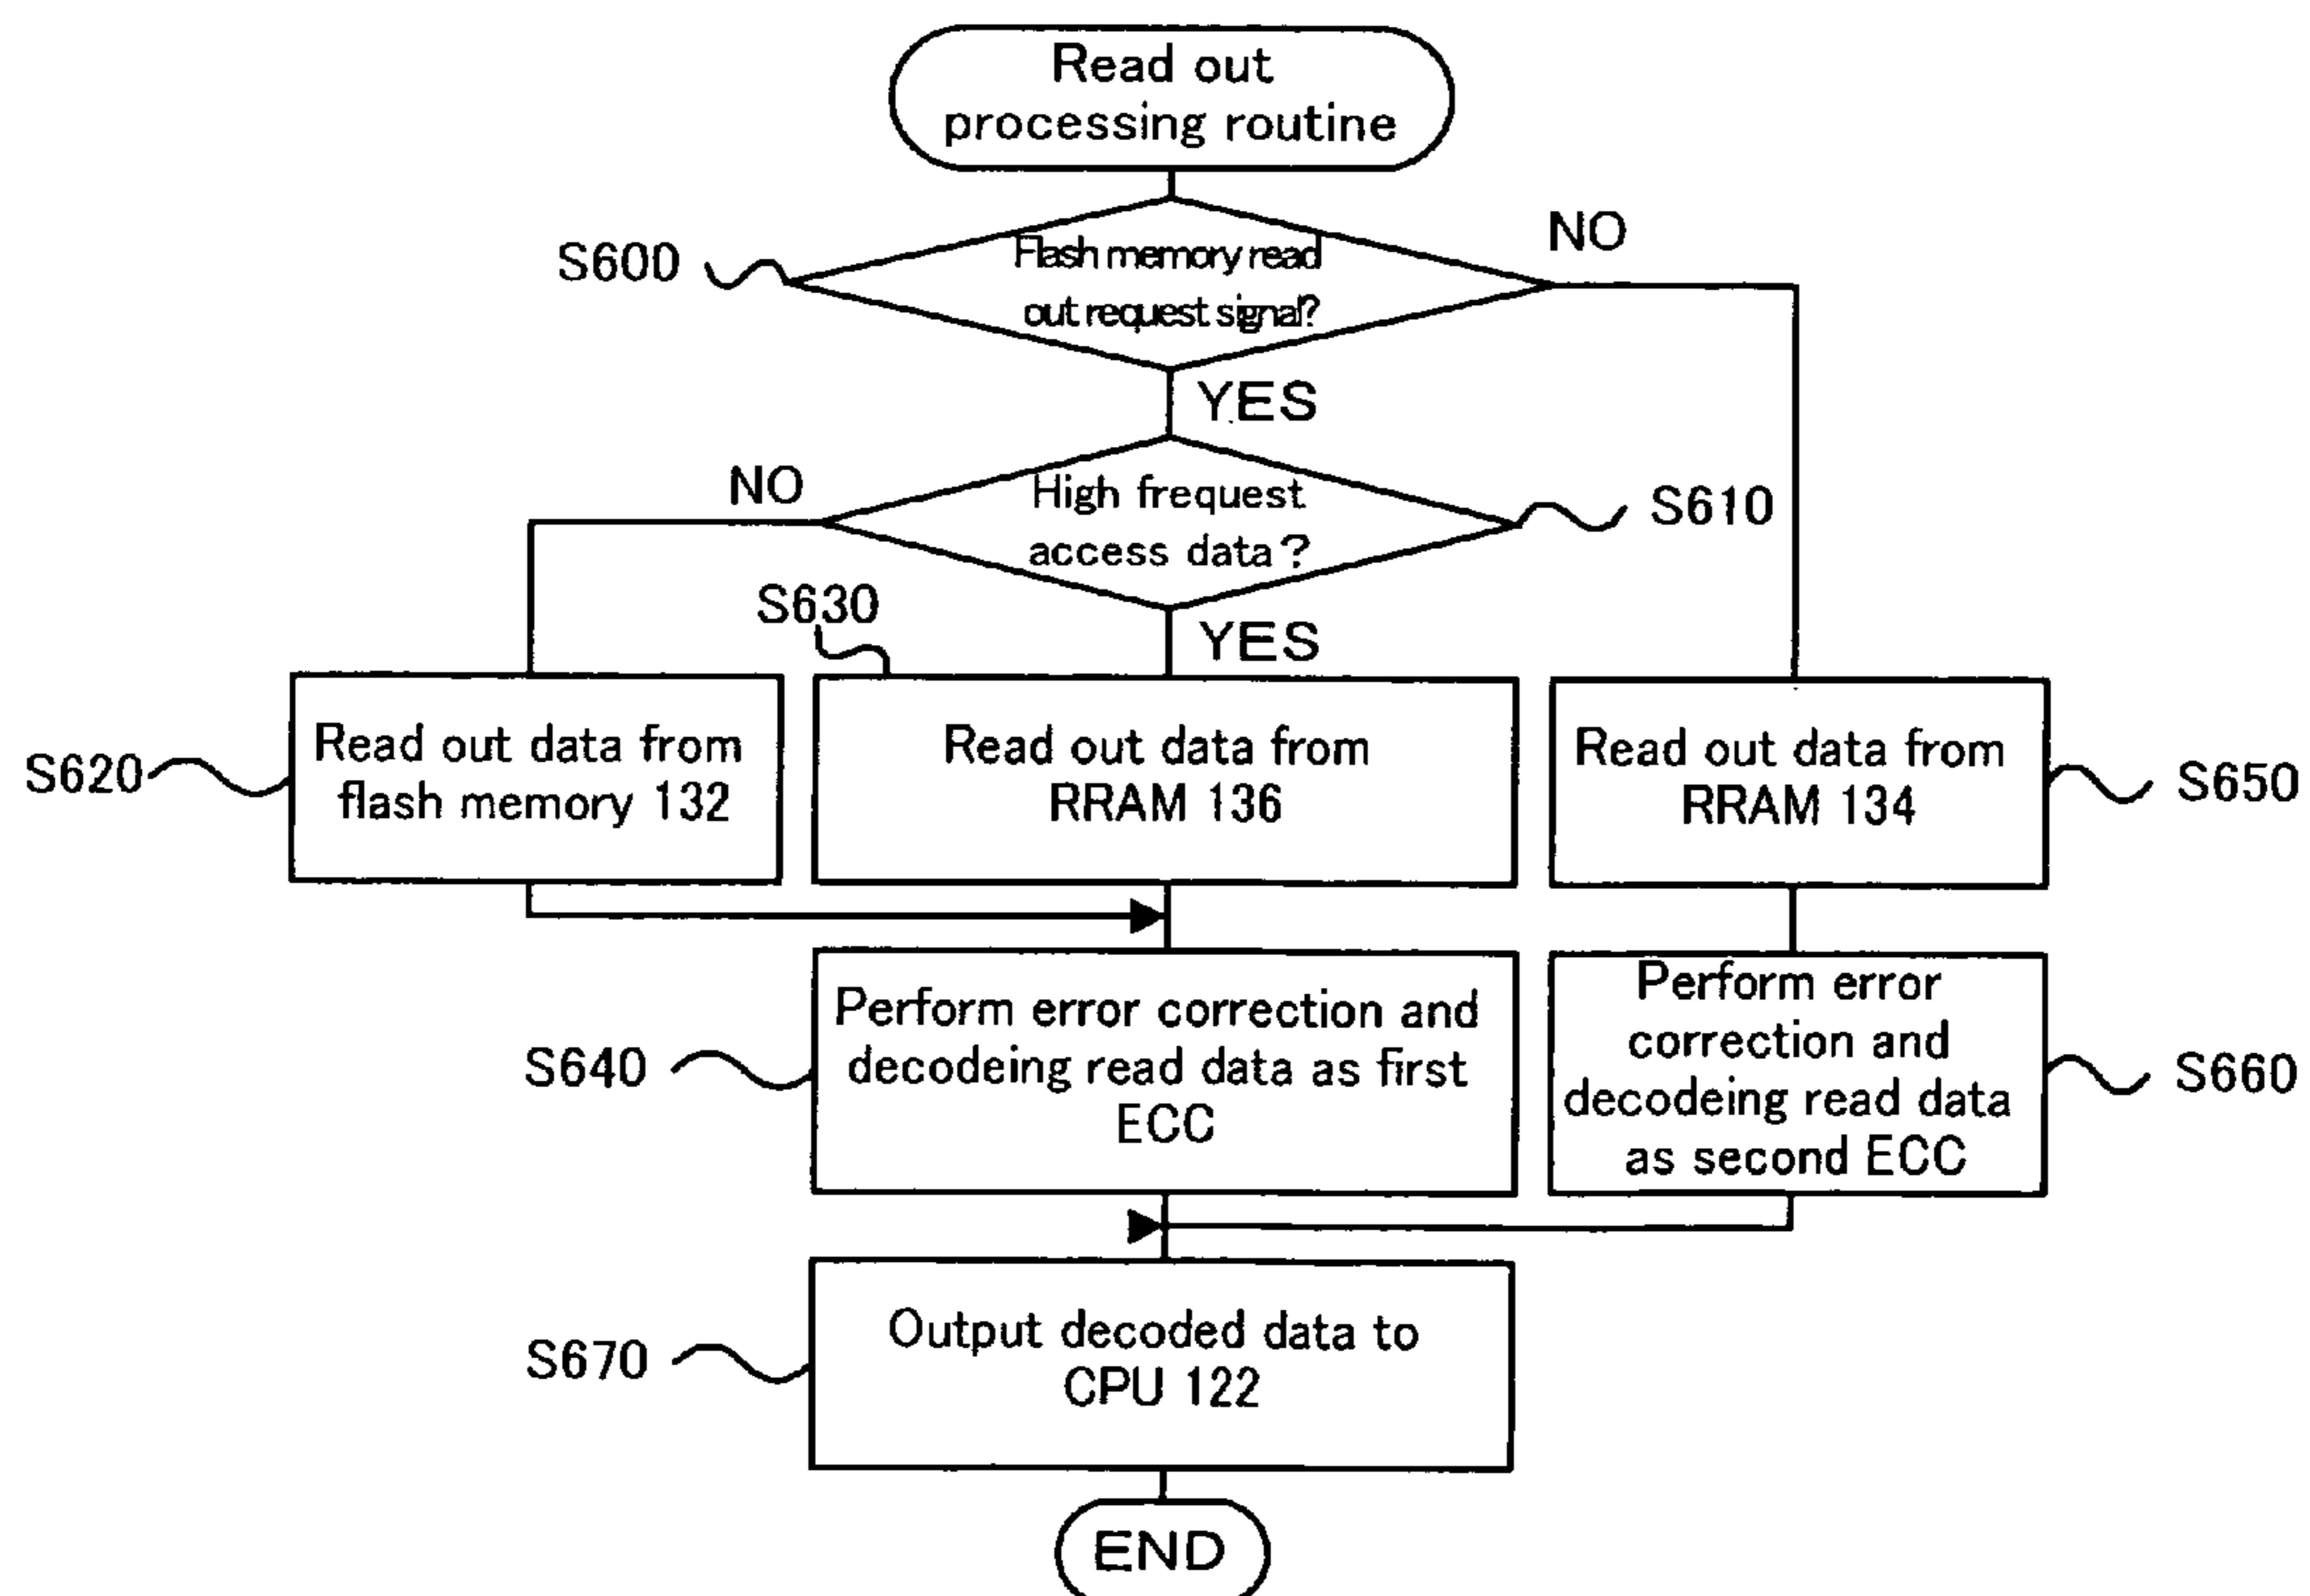 Read out
processing routine
S600
Flash memory read
out request signal?
NO
YES
NO
High frequest
access data?
S610
S630
YES
S620
Read out data from
flash memory 132
Read out data from
RRAM 136
Read out data from
RRAM 134
S650
S640
Perform error correction and
decodeing read data as first
ECC
Perform error
correction and
decodeing read data
as second ECC
S660
S670
Output decoded data to
CPU 122
END